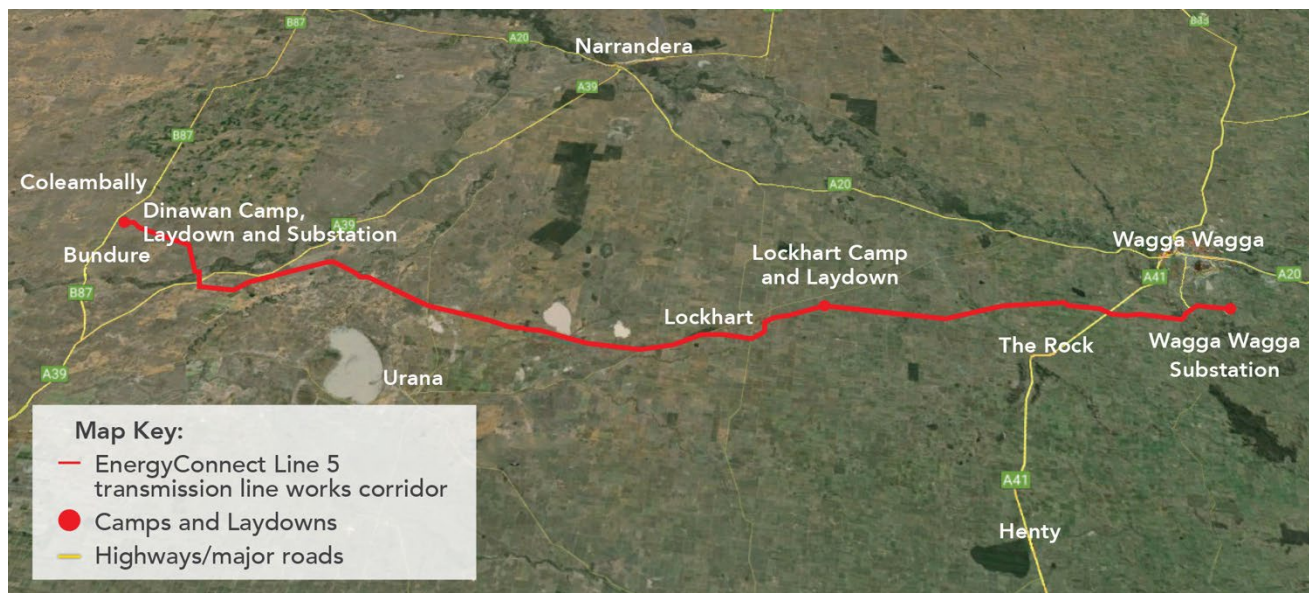 B87
B85
A20
Narrandera
A39
B87
Coleambally
A20
Dinawan Camp,
Laydown and Substation
A39
Bundure
Wagga Wagga
Lockhart Camp
and Laydown
A41
A20
B87
Lockhart
The Rock
Wagga Wagga
Substation
A39
Urana
Map Key:
EnergyConnect Line 5
transmission line works corridor
Camps and Laydowns
Highways/major roads
A41
Henty